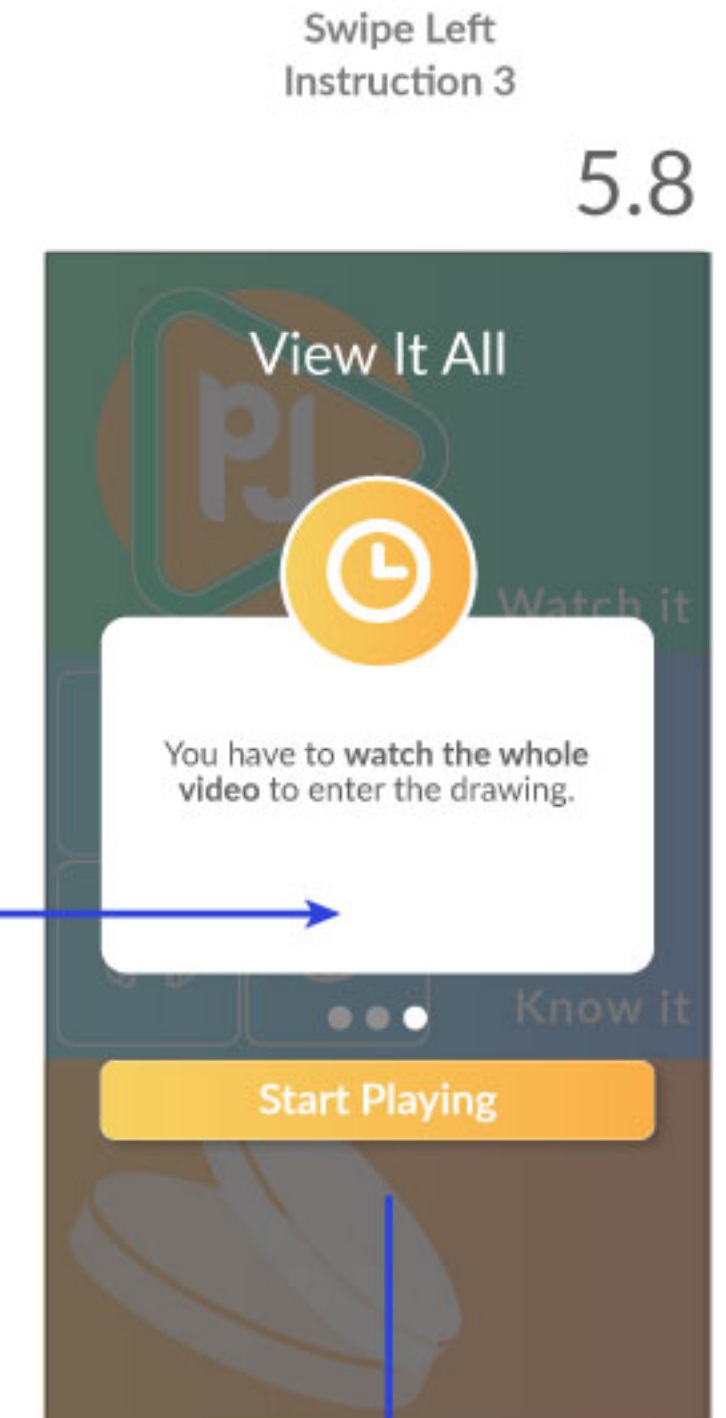 Swipe Left
Instruction 3
5.8
View It All
PJ
Watch it
You have to watch the whole
video to enter the drawing.
Know it
Start Playing